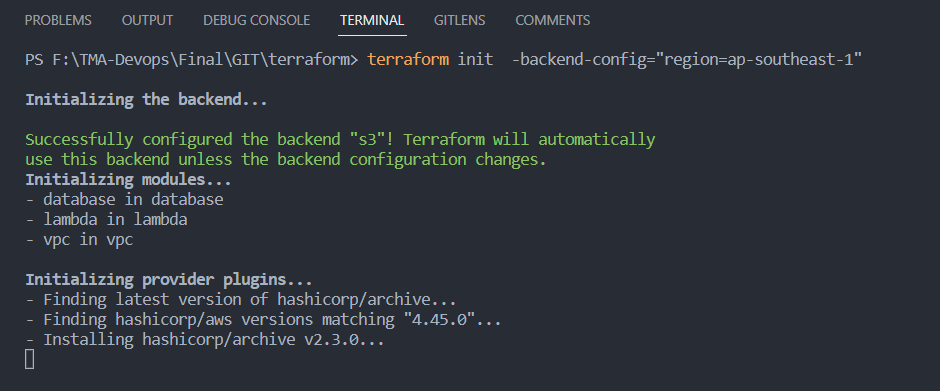 PROBLEMS OUTPUT DEBUG CONSOLE TERMINAL GITLENS COMMENTS
PS F:\TMA-Devops\Final\GIT\terraform> terraform init  -backend-config="region=ap-southeast-1"
Initializing the backend...
Successfully configured the backend "s3"! Terraform will automatically
use this backend unless the backend configuration changes.
Initializing modules...
- database in database
- lambda in lambda
- vpc in vpc
Initializing provider plugins...
- Finding latest version of hashicorp/archive...
- Finding hashicorp/aws versions matching "4.45.0"...
- Installing hashicorp/archive v2.3.0...